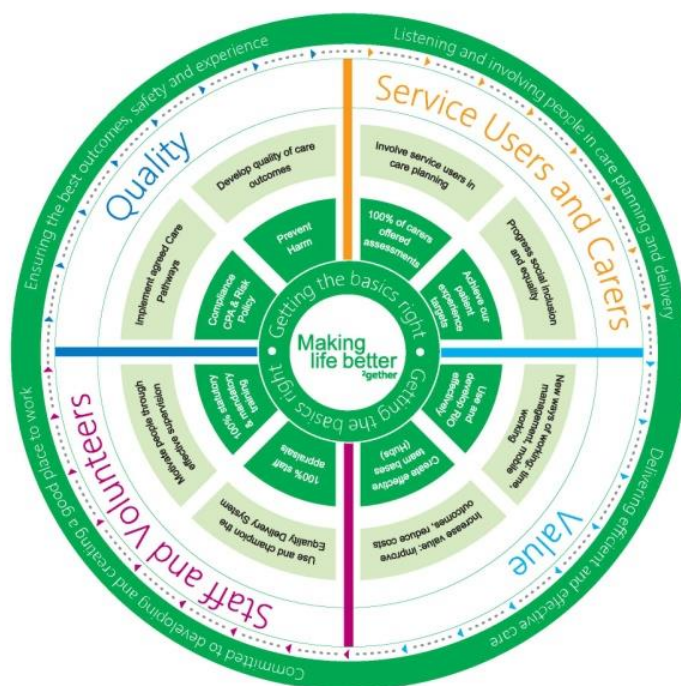 Ensuring the best outcomes, safety and experience
Listening and involving people in care planning and delivery
Delivering efficient and effective care
Committed to developing and creating a good place to work
Quality
Service Users and Carers
Value
Staff and Volunteers
Develop quality of care
outcomes
Implement agreed Care
Pathways
Prevent
Harm
Compliance
CPA & Risk
Policy
Involve service users in
care planning
Progress social inclusion
and equality
100% of carers
offered
assessments
Achieve our
patient
experience
targets
New ways of working; time,
management, mobile
working
Increase value; improve
outcomes, reduce costs
Use and
develop RiO
effectively
Create effective
team bases
(Hubs)
Use and champion the
Equality Delivery System
Motivate people through
effective supervision
100% staff
appraisals
100% statutory
& mandatory
training
Getting the basics right
Getting the basics right
Making
life better
²gether